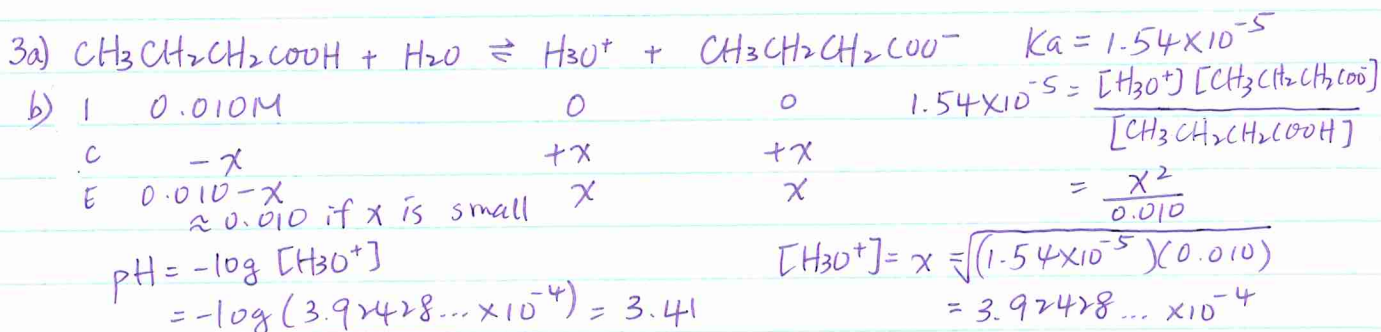 3a) CH3CH2CH2COOH + H2O ⇌ H3O⁺ + CH3CH2CH2COO⁻ Ka = 1.54×10⁻⁵
b) I 0.010M 0 0 1.54×10⁻⁵ = [H3O⁺][CH3CH2CH2COO⁻] / [CH3CH2CH2COOH]
C -x +x +x
E 0.010-x x x = x² / 0.010
≈ 0.010 if x is small
pH = -log [H3O⁺] [H3O⁺] = x = √(1.54×10⁻⁵)(0.010)
= -log(3.92428...×10⁻⁴) = 3.41 = 3.92428... ×10⁻⁴